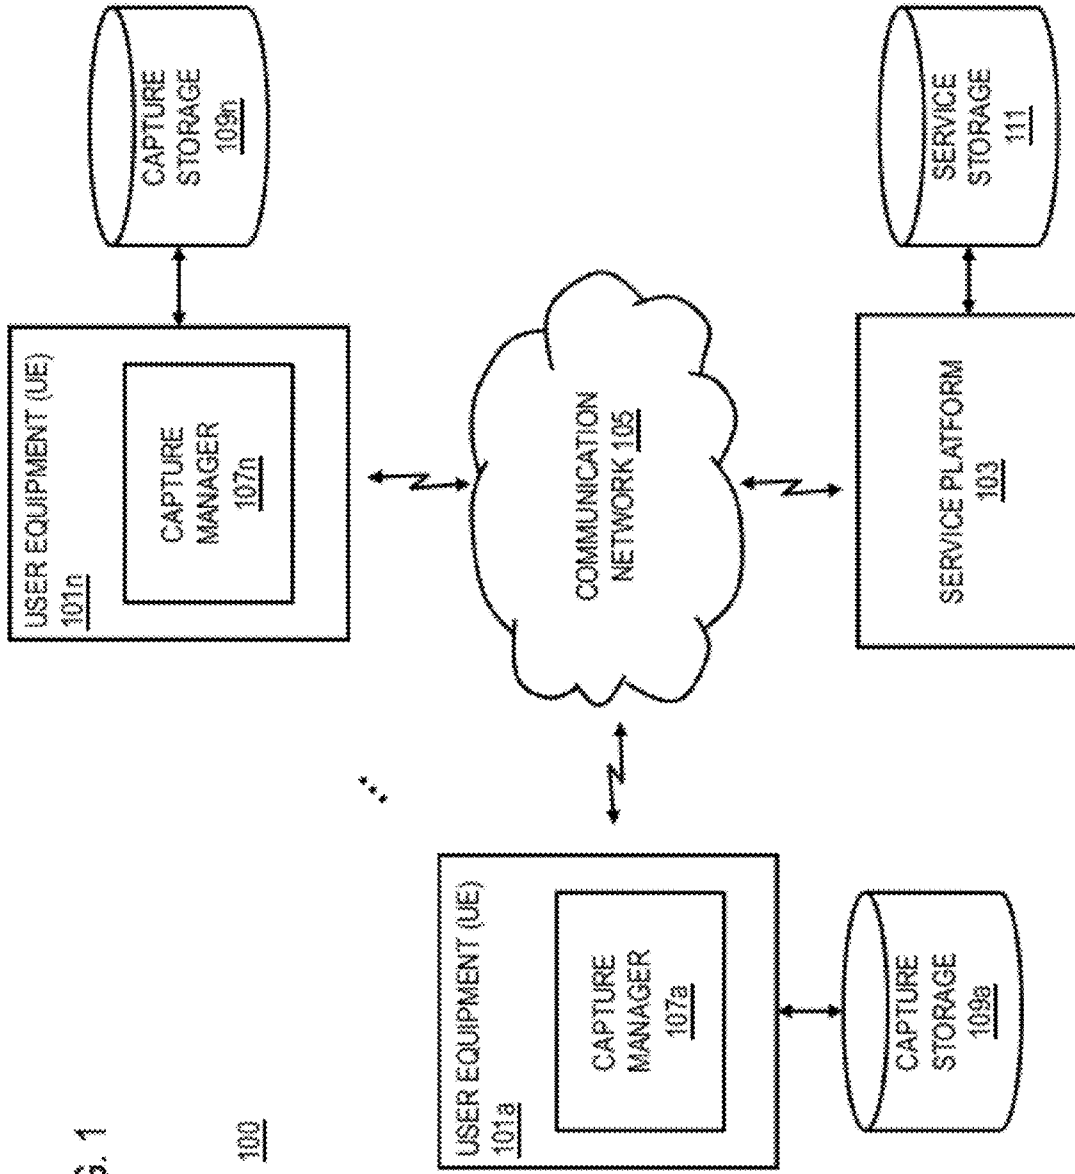 G. 1
100
USER EQUIPMENT (UE)
101a
CAPTURE
MANAGER
107a
CAPTURE
STORAGE
109a
USER EQUIPMENT (UE)
101n
CAPTURE
MANAGER
107n
CAPTURE
STORAGE
109n
COMMUNICATION
NETWORK 105
SERVICE PLATFORM
103
SERVICE
STORAGE
111